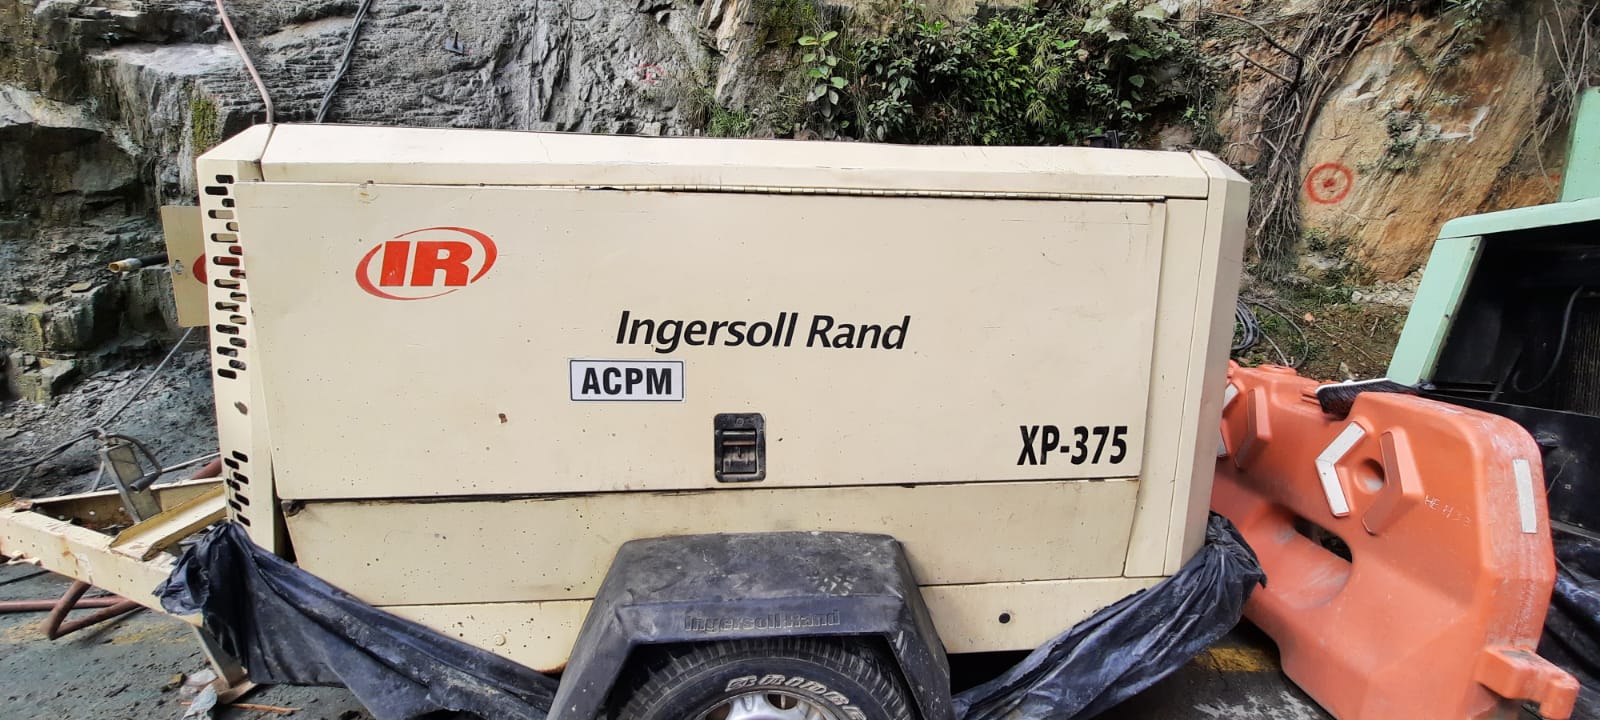 IR
Ingersoll Rand
ACPM
XP-375
Ingersoll Rand